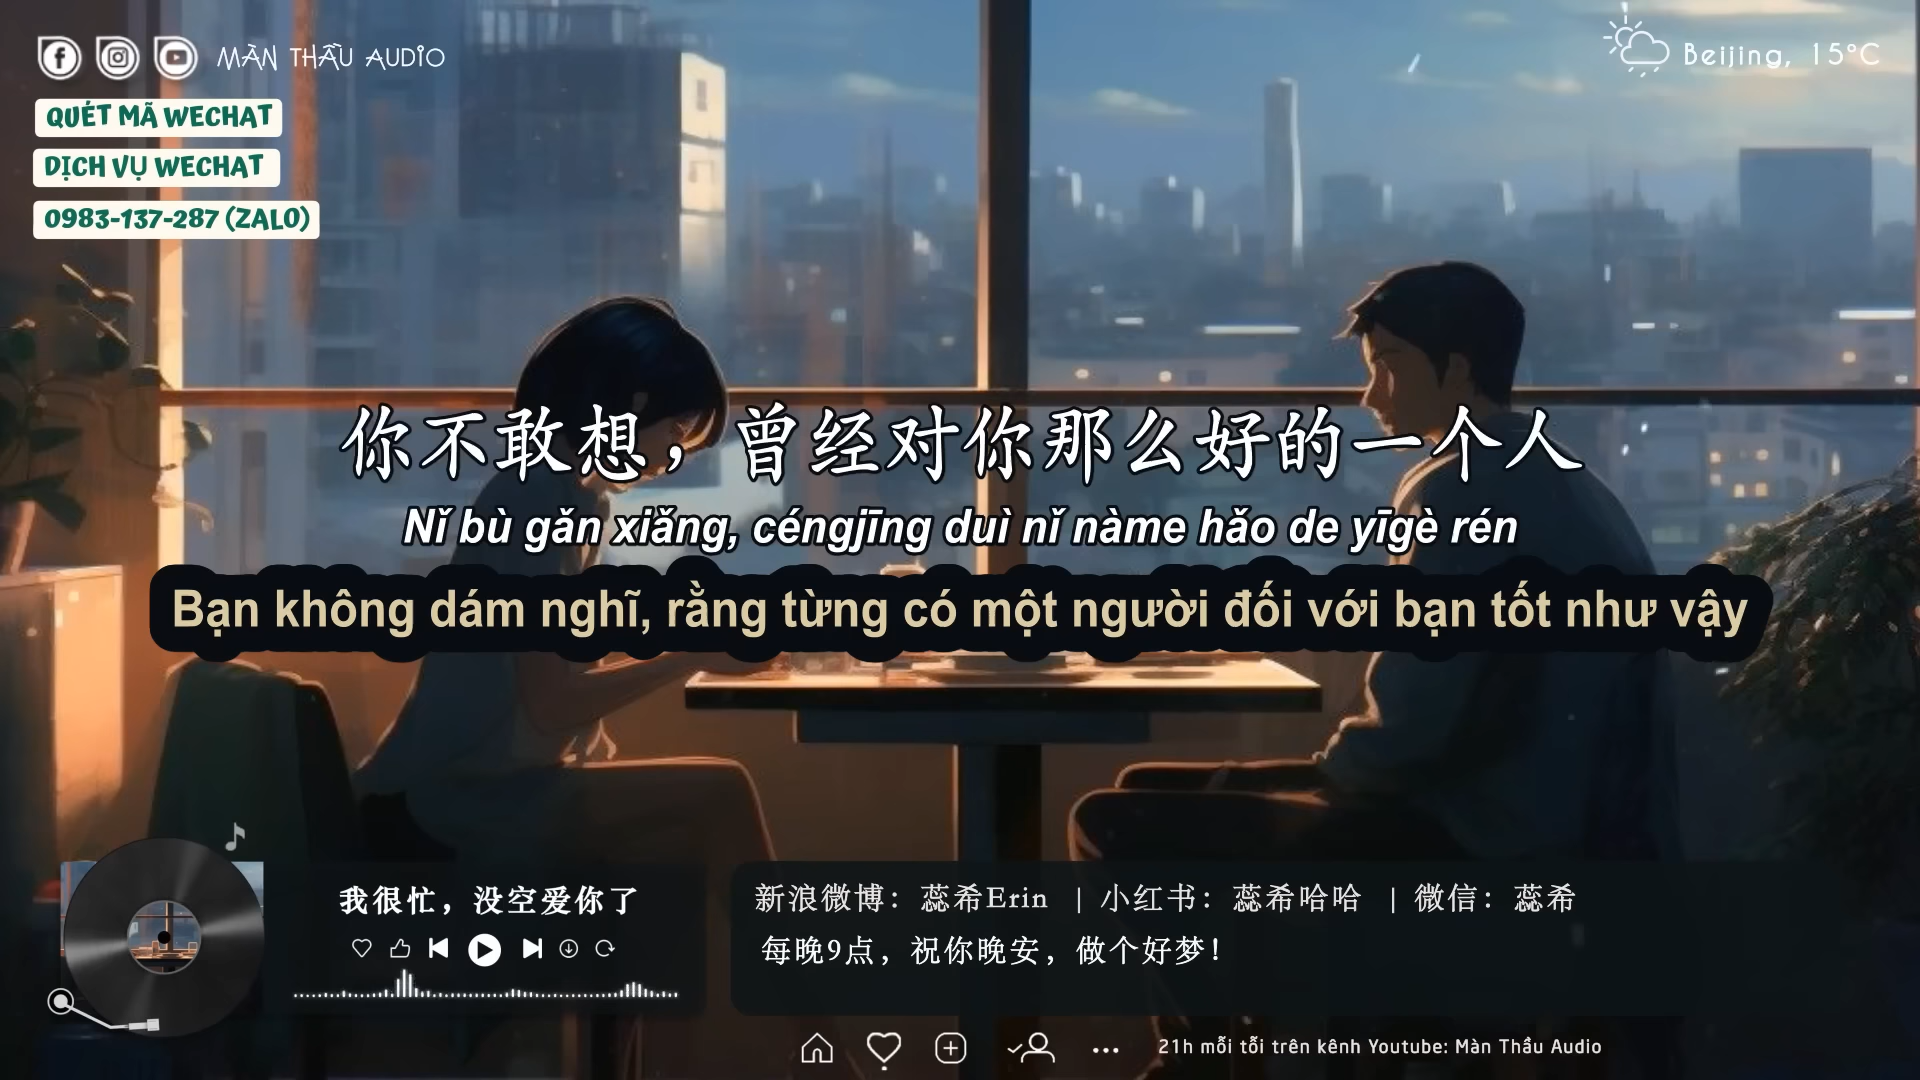 MÀN THẦU AUDIO
Beijing, 15°C
QUÉT MÃ WECHAT
DỊCH VỤ WECHAT
0983-137-287 (ZALO)
你不敢想，曾经对你那么好的一个人
Nǐ bù gǎn xiǎng, céngjīng duì nǐ nàme hǎo de yīgè rén
Bạn không dám nghĩ, rằng từng có một người đối với bạn tốt như vậy
我很忙，没空爱你了
新浪微博：蕊希Erin | 小红书：蕊希哈哈 | 微信：蕊希
每晚9点，祝你晚安，做个好梦！
21h mỗi tỗi trên kênh Youtube: Màn Thầu Audio